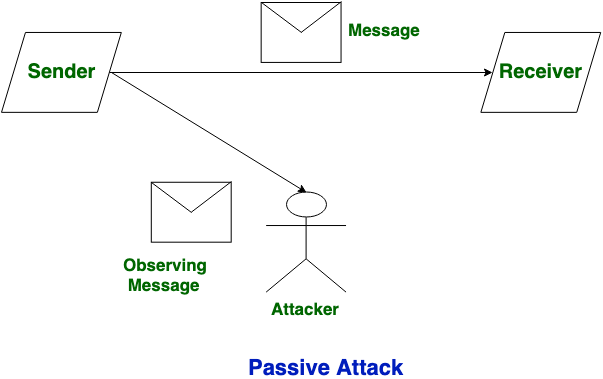 Message
Sender
Receiver
Observing
Message
Attacker
Passive Attack